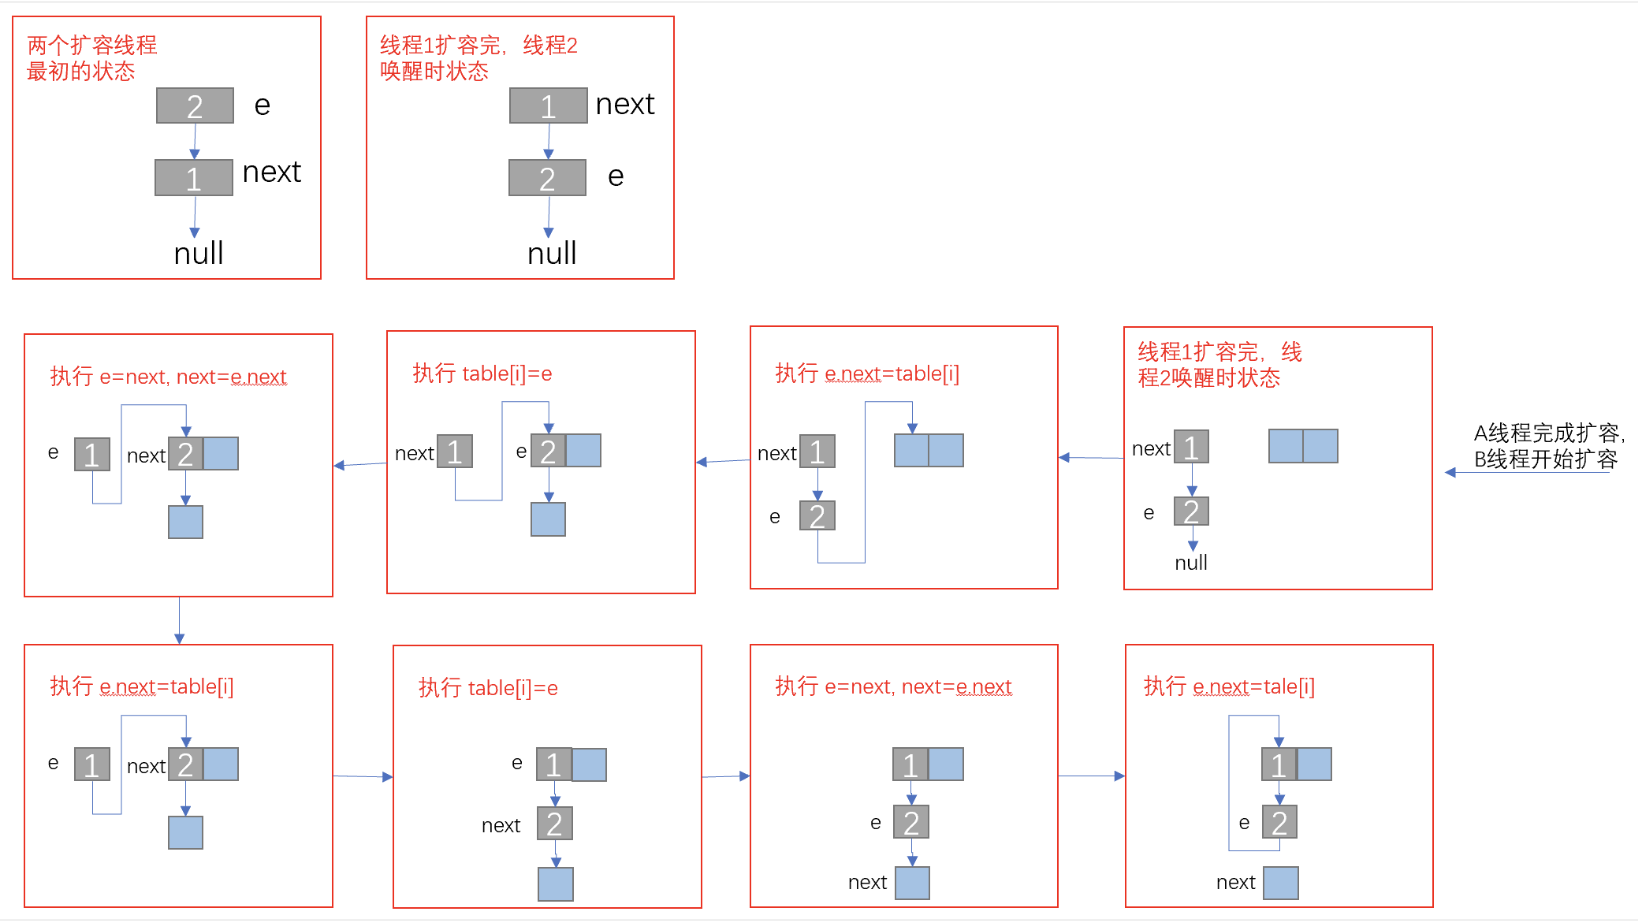 两个扩容线程
最初的状态
2 e
1 next
null
线程1扩容完，线程2
唤醒时状态
1 next
2 e
null
A线程完成扩容，
B线程开始扩容
线程1扩容完，线
程2唤醒时状态
next 1
e 2
null
执行 e.next=table[i]
next 1
e 2
执行 table[i]=e
next 1 e 2
执行 e=next, next=e.next
e 1 next 2
执行 e.next=table[i]
e 1 next 2
执行 table[i]=e
e 1
next 2
执行 e=next, next=e.next
1
e 2
next
执行 e.next=tale[i]
1
e 2
next